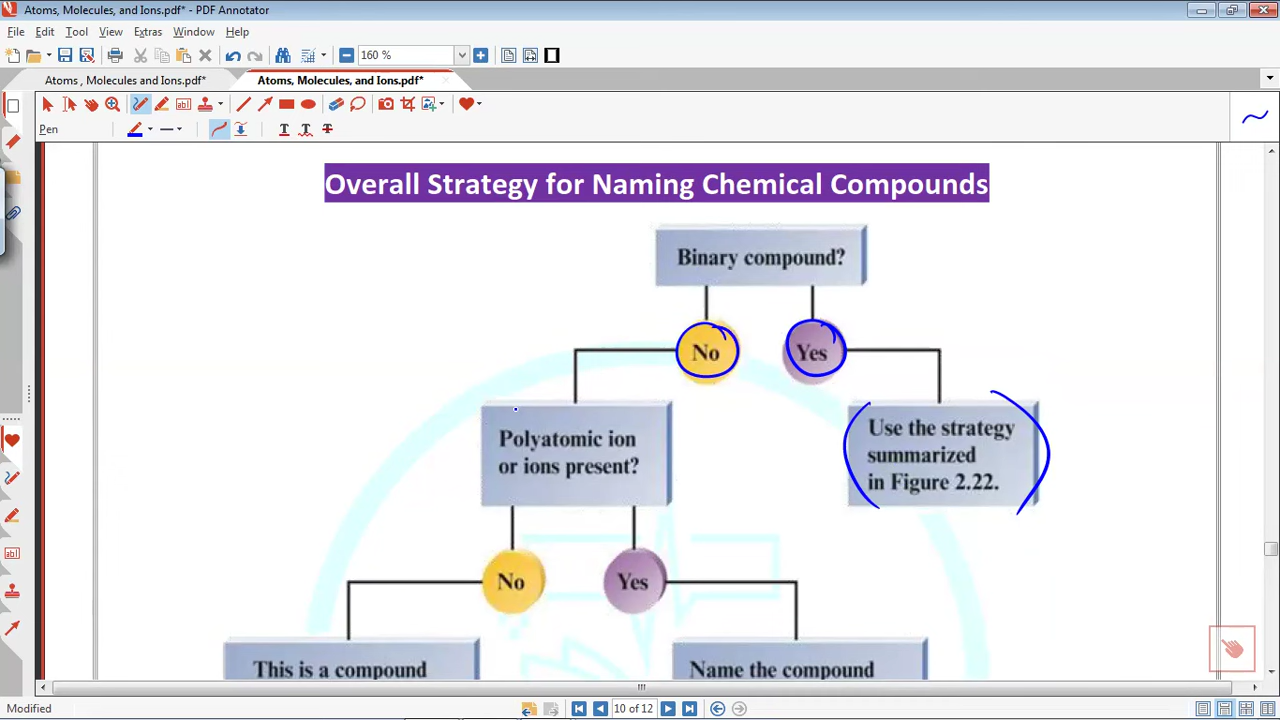 Atoms, Molecules, and Ions.pdf* - PDF Annotator
File Edit Tool Extras Window Help
160 %
Atoms , Molecules and Ions.pdf* Atoms, Molecules, and Ions.pdf*
Pen
Overall Strategy for Naming Chemical Compounds
Binary compound?
No Yes
Polyatomic ion
or ions present?
Use the strategy
summarized
in Figure 2.22.
No Yes
This is a compound
Name the compound
Modified 10 of 12